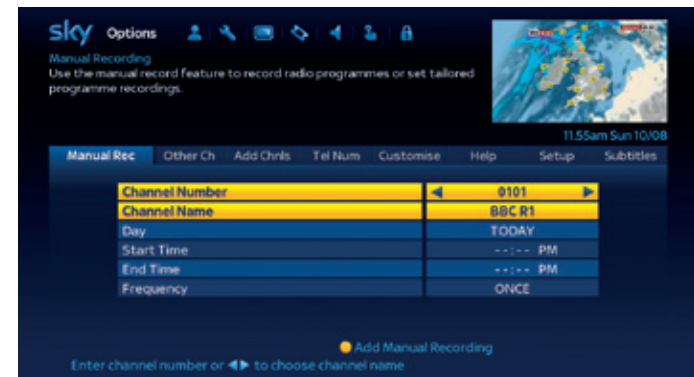 sky Options
Manual Recording
Use the manual record feature to record radio programmes or set tailored
programme recordings.
11.55am Sun 10/08
Manual Rec Other Ch Add Chnls Tel Num Customise Help Setup Subtitles
Channel Number 0101
Channel Name BBC R1
Day TODAY
Start Time --:-- PM
End Time --:-- PM
Frequency ONCE
Add Manual Recording
Enter channel number or ◀▶ to choose channel name